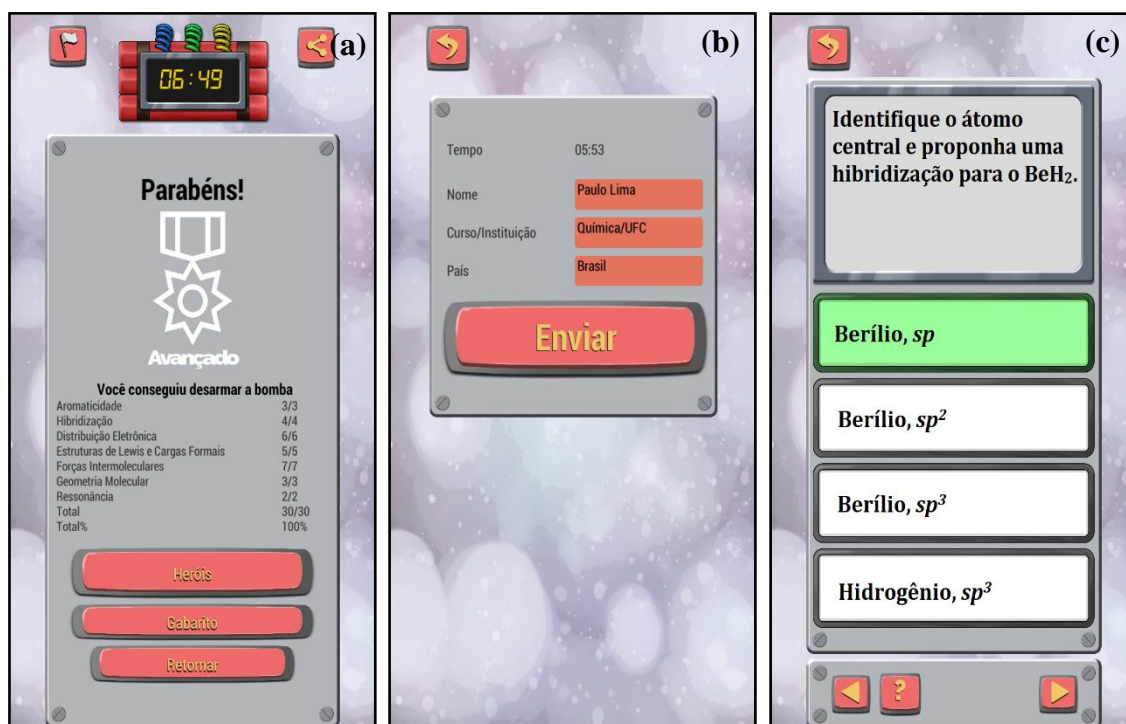 (a)
06:49
Parabéns!
Avançado
Você conseguiu desarmar a bomba
Aromaticidade 3/3
Hibridização 4/4
Distribuição Eletrônica 6/6
Estruturas de Lewis e Cargas Formais 5/5
Forças Intermoleculares 7/7
Geometria Molecular 3/3
Ressonância 2/2
Total 30/30
Total% 100%
Heróis
Gabarito
Retornar
(b)
Tempo 05:53
Nome Paulo Lima
Curso/Instituição Química/UFC
País Brasil
Enviar
(c)
Identifique o átomo
central e proponha uma
hibridização para o BeH₂.
Berílio, sp
Berílio, sp²
Berílio, sp³
Hidrogênio, sp³
?